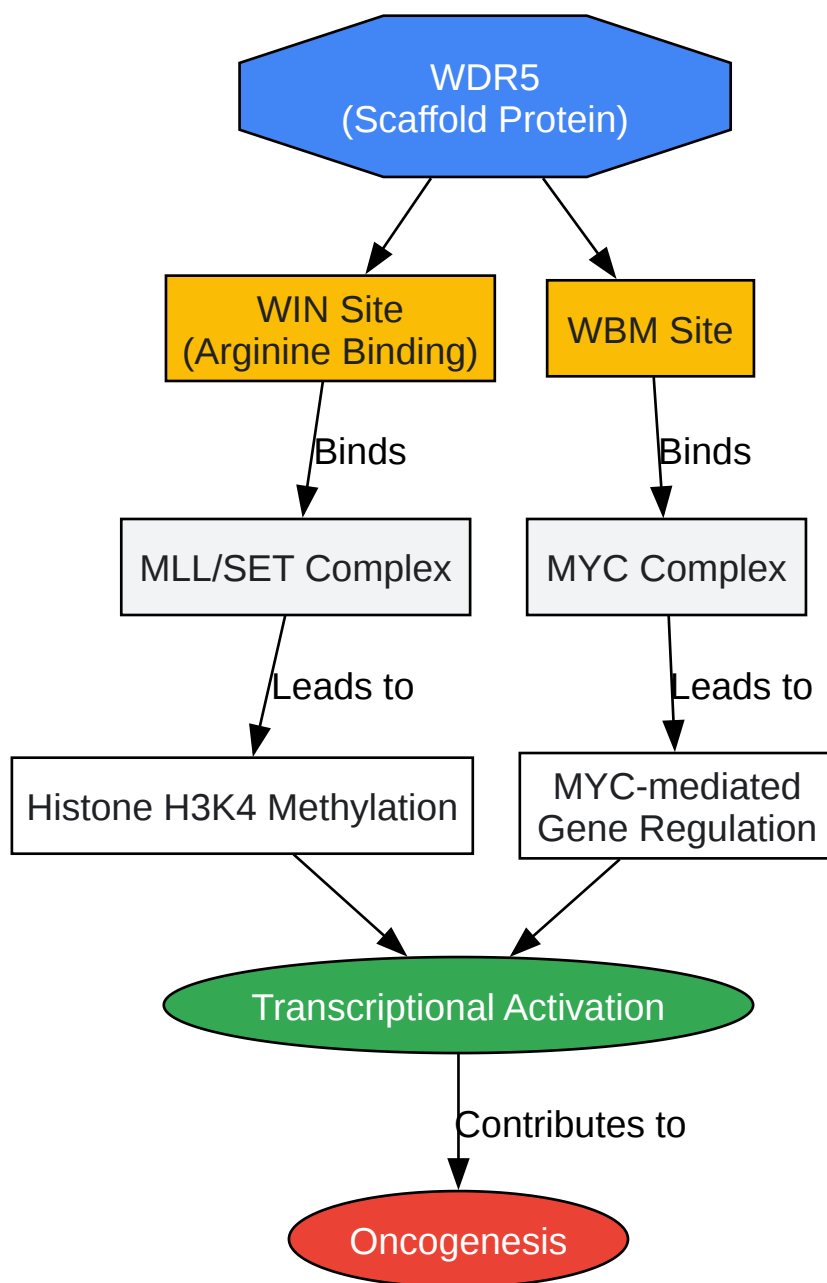 WDR5
(Scaffold Protein)
WIN Site
(Arginine Binding)
WBM Site
Binds
Binds
MLL/SET Complex
MYC Complex
Leads to
Leads to
Histone H3K4 Methylation
MYC-mediated
Gene Regulation
Transcriptional Activation
Contributes to
Oncogenesis